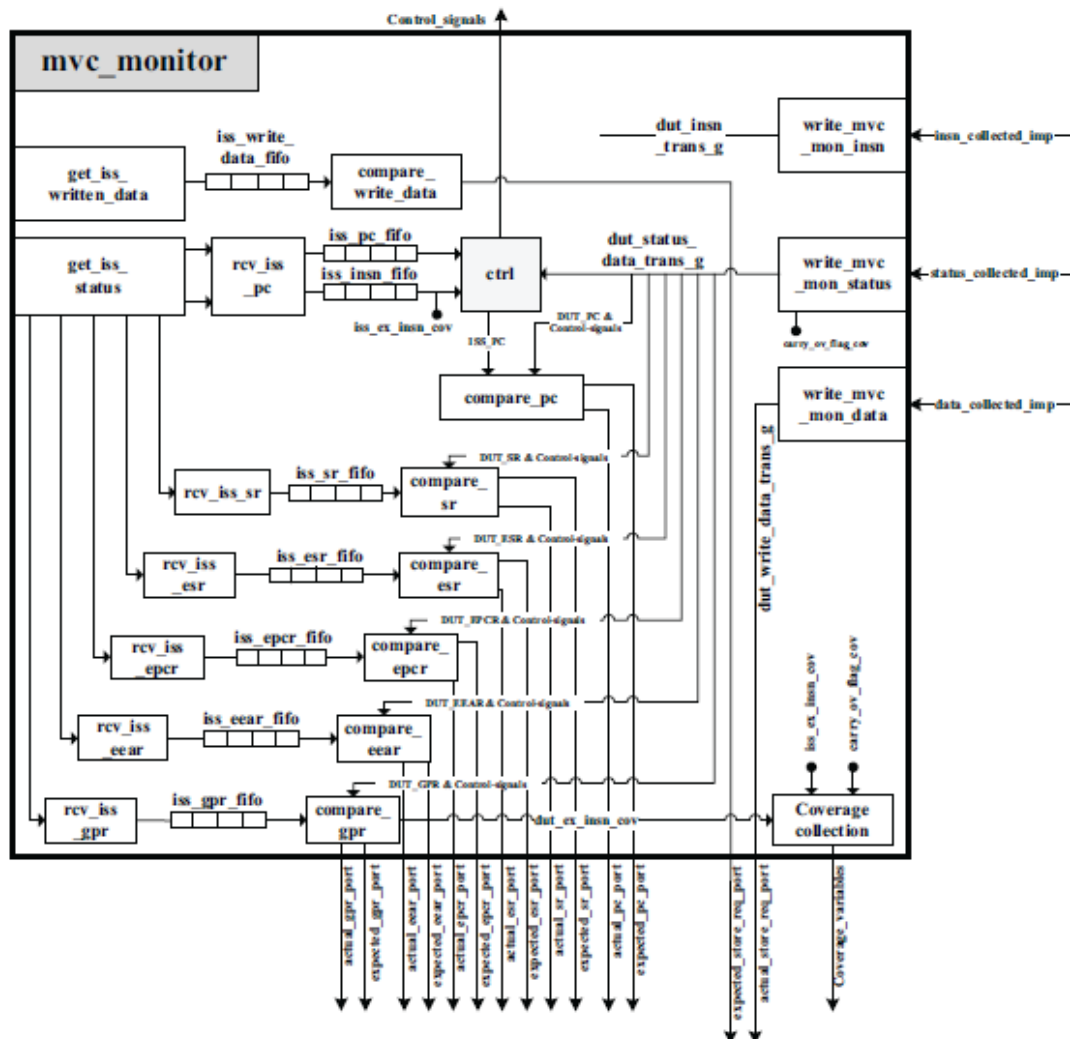 Control_signals
mvc_monitor
iss_write_
data_fifo
get_iss_
written_data
compare_
write_data
dut_insn
_trans_g
write_mvc
_mon_insn
insn_collected_imp
get_iss_
status
rcv_iss
_pc
iss_pc_fifo
iss_insn_fifo
iss_ex_insn_cov
ctrl
dut_status_
data_trans_g
write_mvc
_mon_status
status_collected_imp
carry_ov_flag_cov
ISS_PC
DUT_PC &
Control-signals
compare_pc
write_mvc
_mon_data
data_collected_imp
dut_write_data_trans_g
DUT_SR & Control-signals
rcv_iss_sr
iss_sr_fifo
compare_
sr
DUT_ESR & Control-signals
rcv_iss
_esr
iss_esr_fifo
compare_
esr
DUT_EPCR & Control-signals
rcv_iss
_epcr
iss_epcr_fifo
compare_
epcr
DUT_EEAR & Control-signals
rcv_iss
_eear
iss_eear_fifo
compare_
eear
iss_ex_insn_cov
carry_ov_flag_cov
DUT_GPR & Control-signals
rcv_iss
_gpr
iss_gpr_fifo
compare_
gpr
dut_ex_insn_cov
Coverage
collection
actual_gpr_port
expected_gpr_port
actual_eear_port
expected_eear_port
actual_epcr_port
expected_epcr_port
actual_esr_port
expected_esr_port
actual_sr_port
expected_sr_port
actual_pc_port
expected_pc_port
expected_store_req_port
actual_store_req_port
Coverage_variables